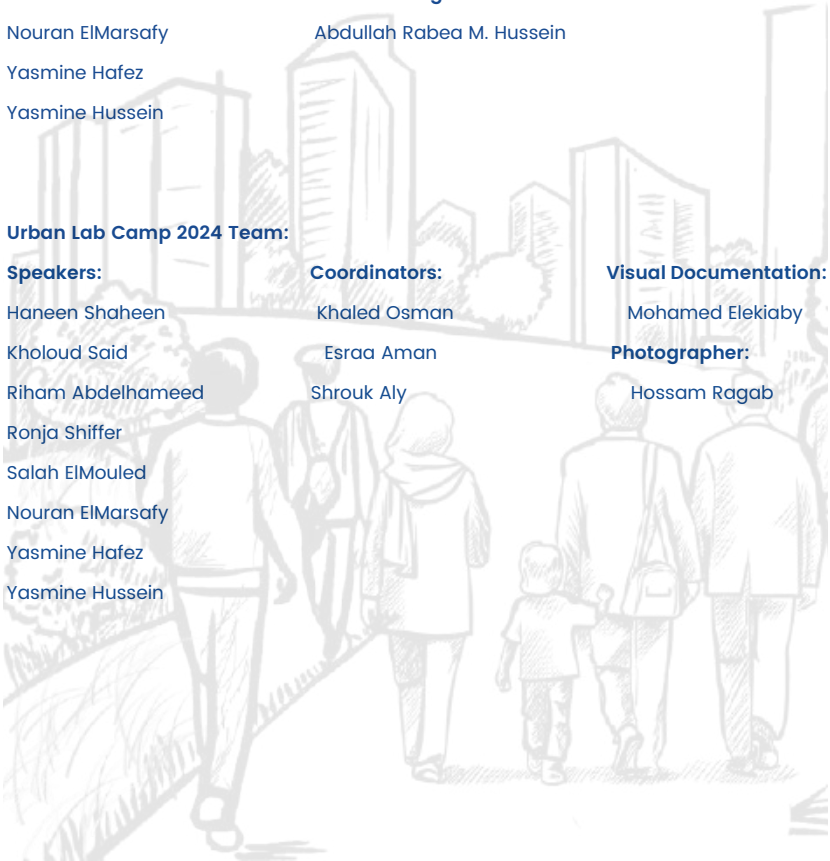 Nouran ElMarsafy
Abdullah Rabea M. Hussein
Yasmine Hafez
Yasmine Hussein
Urban Lab Camp 2024 Team:
Speakers:
Haneen Shaheen
Kholoud Said
Riham Abdelhameed
Ronja Shiffer
Salah ElMouled
Nouran ElMarsafy
Yasmine Hafez
Yasmine Hussein
Coordinators:
Khaled Osman
Esraa Aman
Shrouk Aly
Visual Documentation:
Mohamed Elekiaby
Photographer:
Hossam Ragab